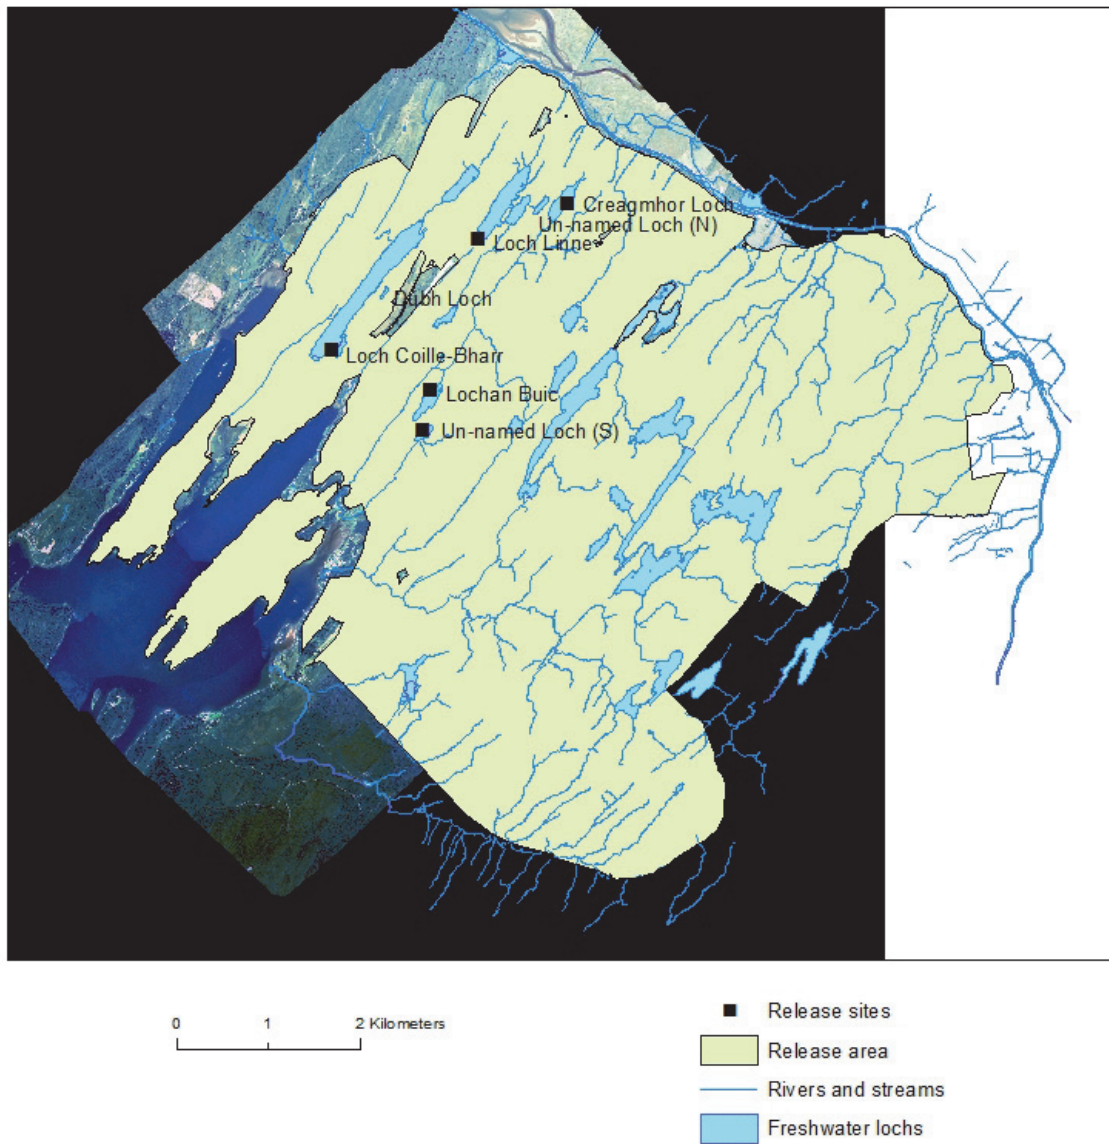 Creagmhor Loch
Un-named Loch (N)
Loch Linne
Dubh Loch
Loch Coille-Bharr
Lochan Buic
Un-named Loch (S)
0 1 2 Kilometers
Release sites
Release area
Rivers and streams
Freshwater lochs